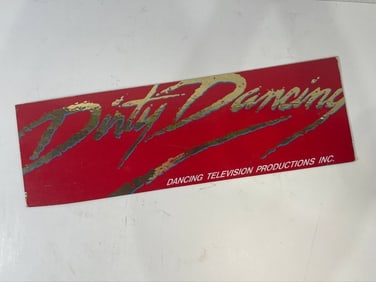 Dirty Dancing
DANCING TELEVISION PRODUCTIONS INC.